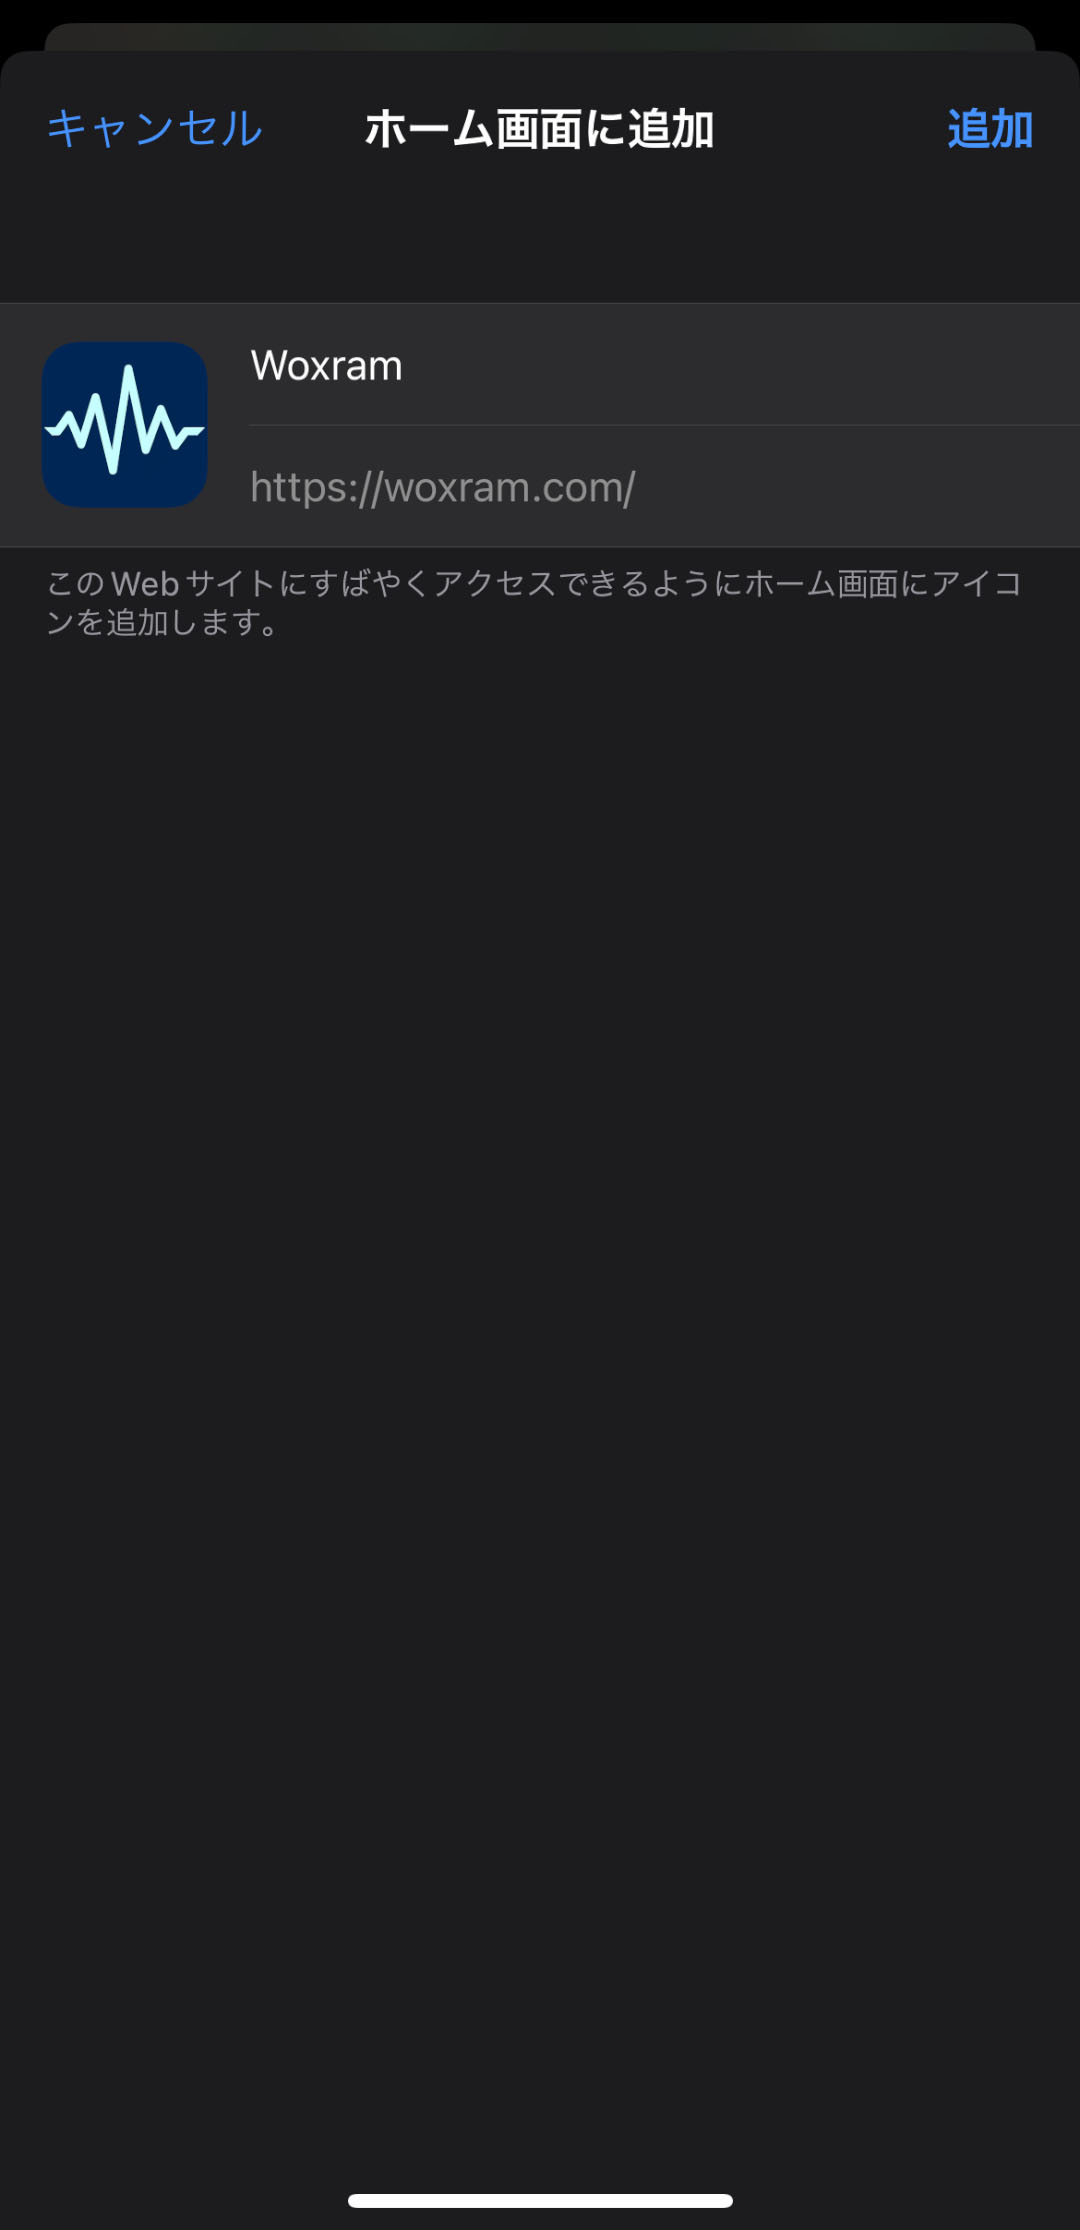 キャンセル ホーム画面に追加 追加
Woxram
https://woxram.com/
このWebサイトにすばやくアクセスできるようにホーム画面にアイコ
ンを追加します。